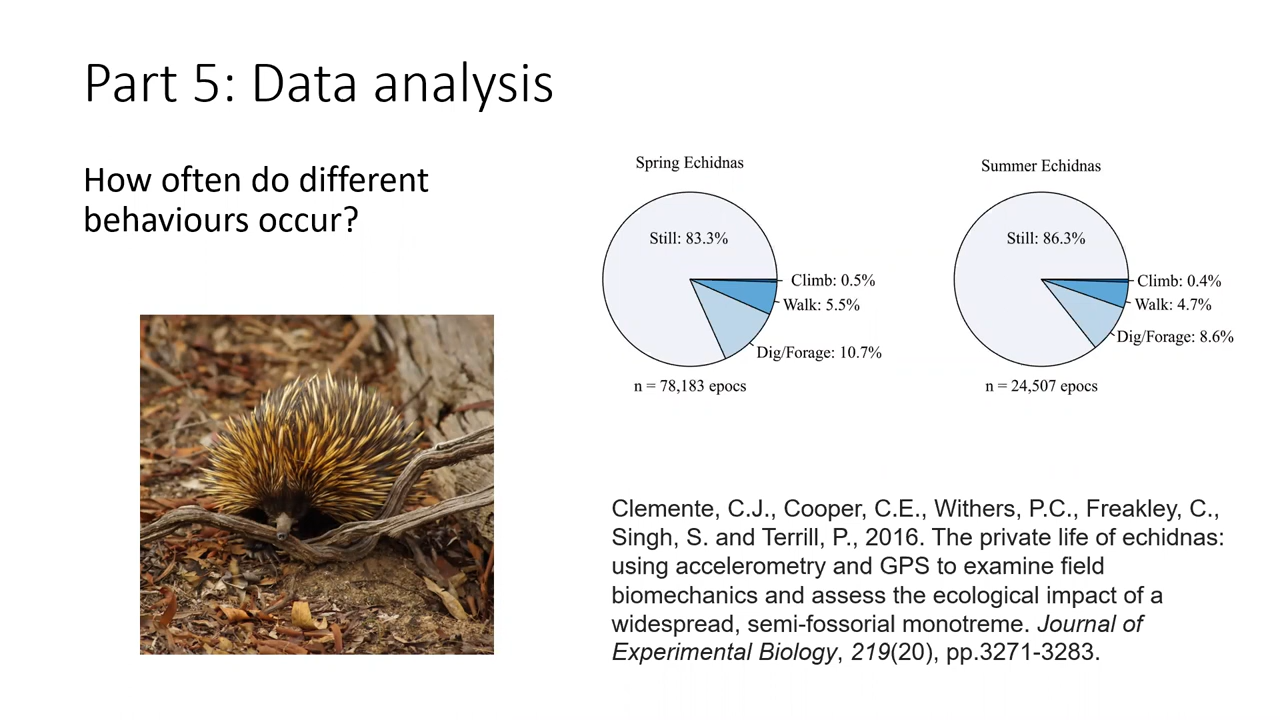 Part 5: Data analysis
How often do different
behaviours occur?
Spring Echidnas
Still: 83.3%
Climb: 0.5%
Walk: 5.5%
Dig/Forage: 10.7%
n = 78,183 epocs
Summer Echidnas
Still: 86.3%
Climb: 0.4%
Walk: 4.7%
Dig/Forage: 8.6%
n = 24,507 epocs
Clemente, C.J., Cooper, C.E., Withers, P.C., Freakley, C.,
Singh, S. and Terrill, P., 2016. The private life of echidnas:
using accelerometry and GPS to examine field
biomechanics and assess the ecological impact of a
widespread, semi-fossorial monotreme. Journal of
Experimental Biology, 219(20), pp.3271-3283.